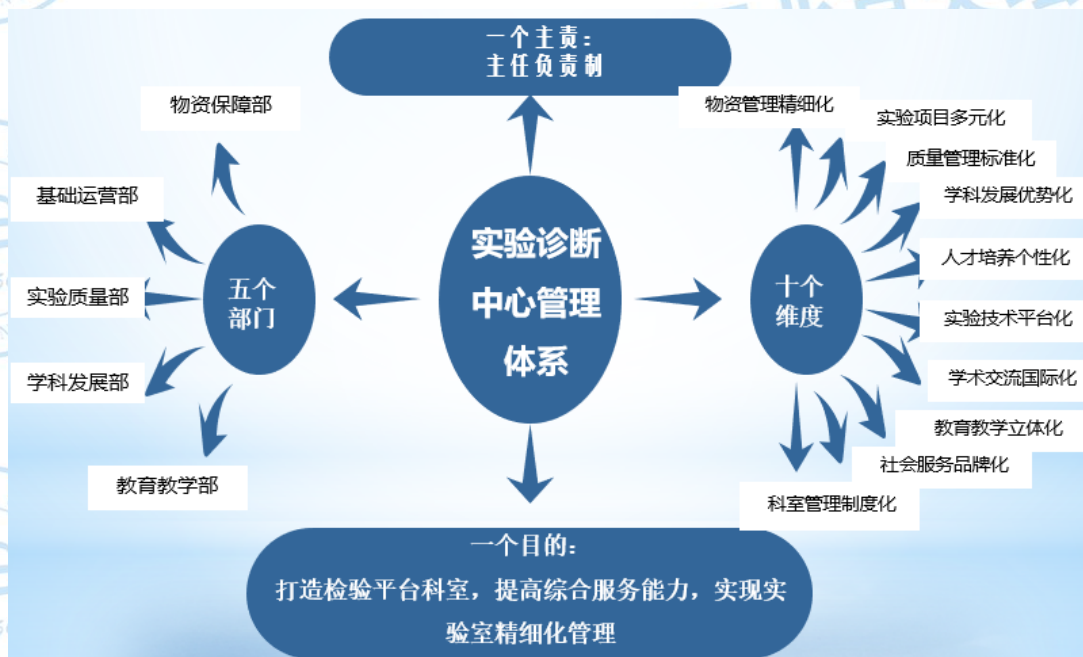 一个主责：
主任负责制
物资保障部
基础运营部
实验质量部
学科发展部
教育教学部
五个
部门
实验诊断
中心管理
体系
十个
维度
物资管理精细化
实验项目多元化
质量管理标准化
学科发展优势化
人才培养个性化
实验技术平台化
学术交流国际化
教育教学立体化
社会服务品牌化
科室管理制度化
一个目的：
打造检验平台科室，提高综合服务能力，实现实
验室精细化管理